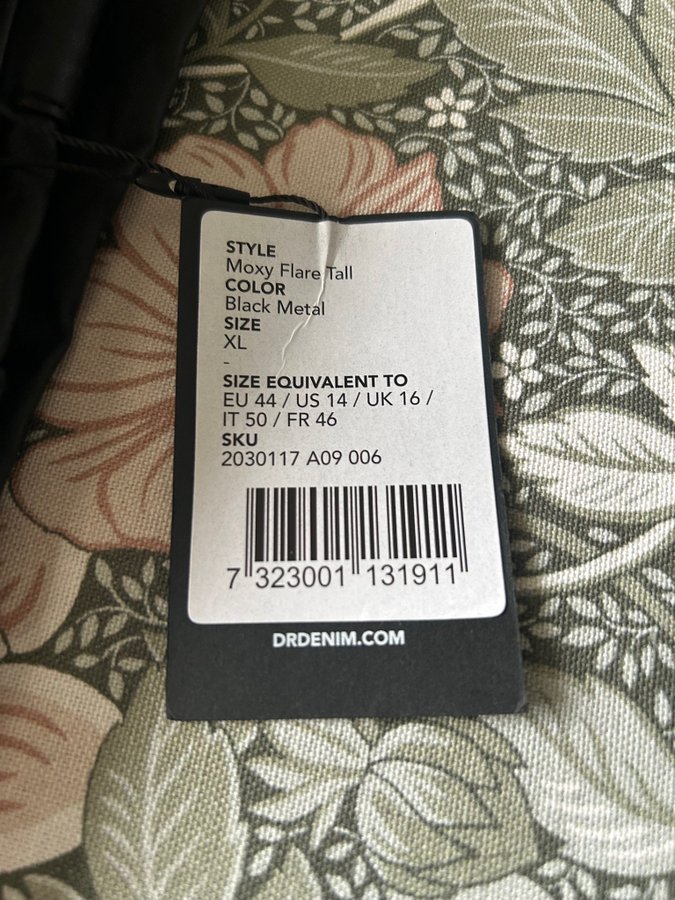 STYLE
Moxy Flare Tall
COLOR
Black Metal
SIZE
XL
-
SIZE EQUIVALENT TO
EU 44 / US 14 / UK 16 /
IT 50 / FR 46
SKU
2030117 A09 006
7 323001 131911
DRDENIM.COM